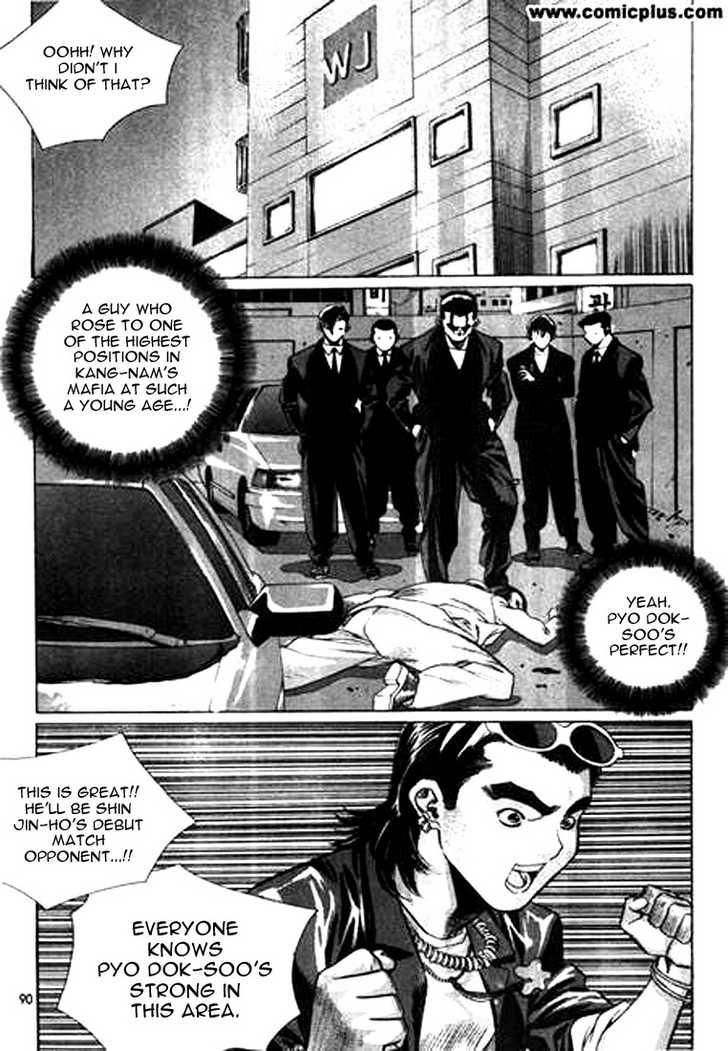 www.comicplus.com
OOHH! WHY
DIDN'T I
THINK OF THAT?
WJ
A GUY WHO
ROSE TO ONE
OF THE HIGHEST
POSITIONS IN
KANG-NAM'S
MAFIA AT SUCH
A YOUNG AGE...!
YEAH.
PYO DOK-
SOO'S
PERFECT!!
THIS IS GREAT!!
HE'LL BE SHIN
JIN-HO'S DEBUT
MATCH
OPPONENT...!!
EVERYONE
KNOWS
PYO DOK-SOO'S
STRONG IN
THIS AREA.
90